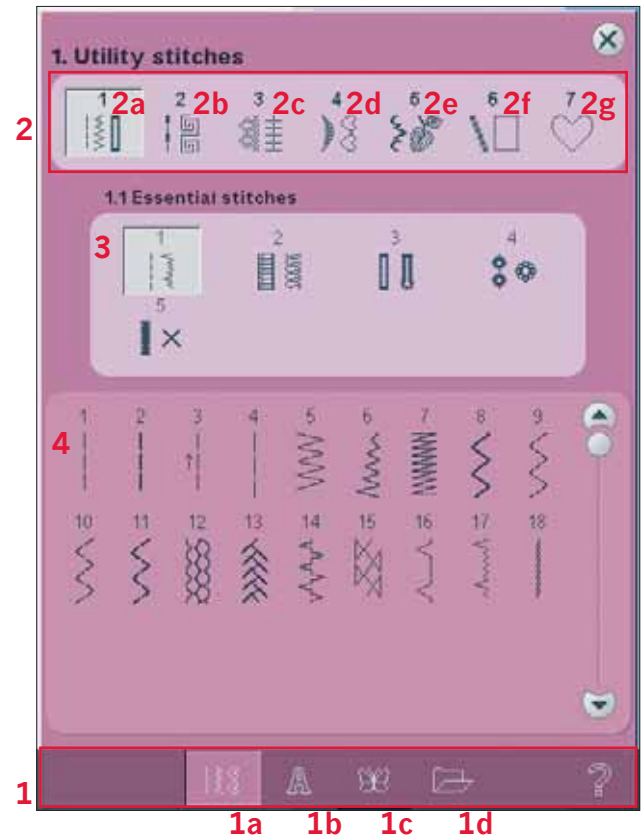 1. Utility stitches
1 2a 2 2b 3 2c 4 2d 5 2e 6 2f 7 2g
2
1.1 Essential stitches
3 1 2 3 4
5
1 2 3 4 5 6 7 8 9
4
10 11 12 13 14 15 16 17 18
1 ?
1a 1b 1c 1d